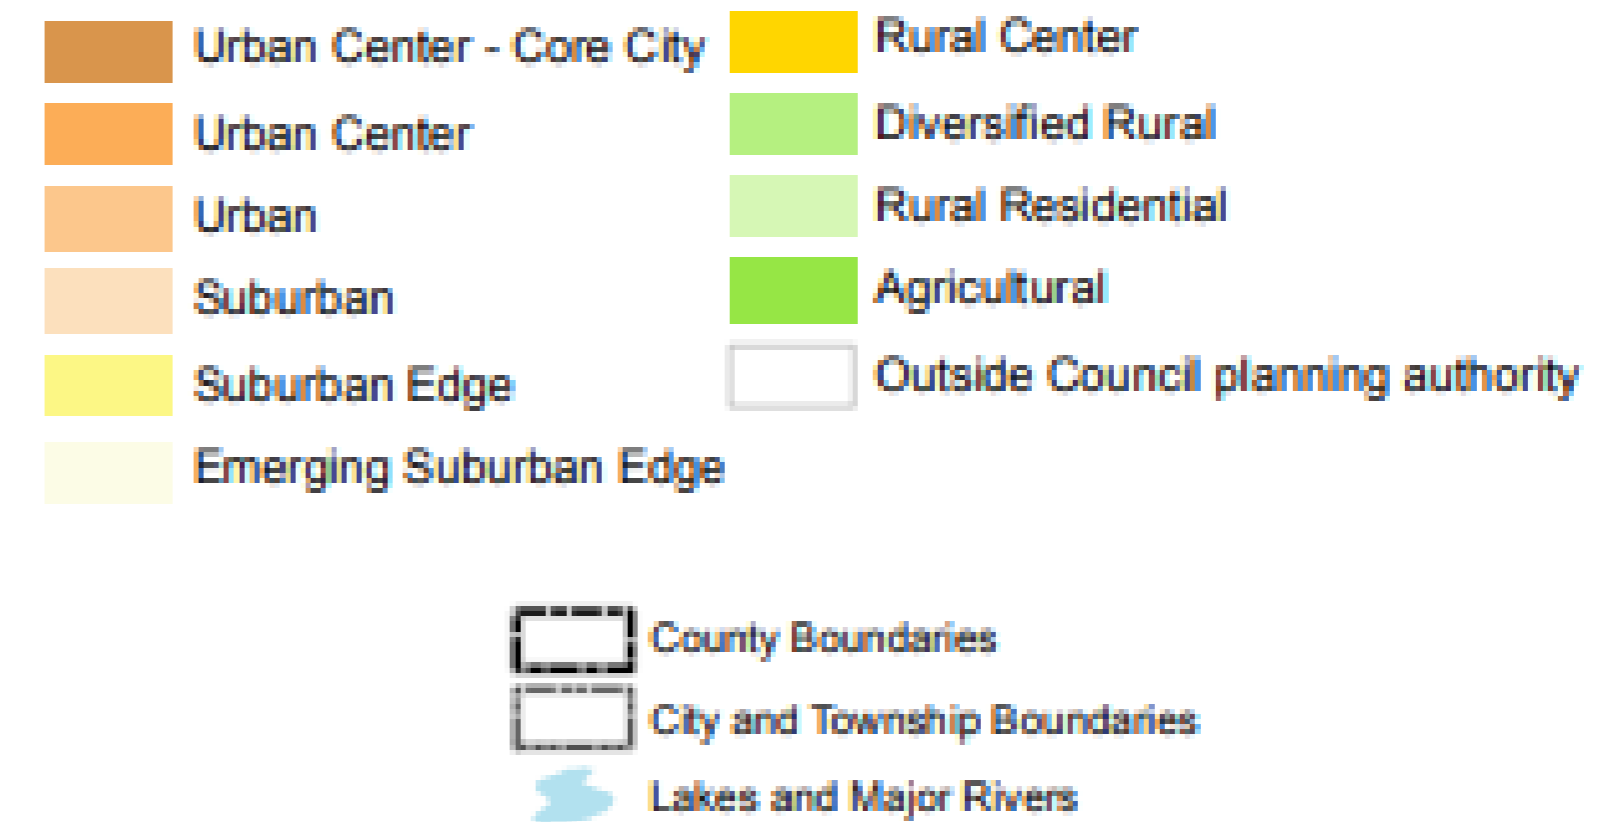 Urban Center - Core City
Urban Center
Urban
Suburban
Suburban Edge
Emerging Suburban Edge
Rural Center
Diversified Rural
Rural Residential
Agricultural
Outside Council planning authority
County Boundaries
City and Township Boundaries
Lakes and Major Rivers